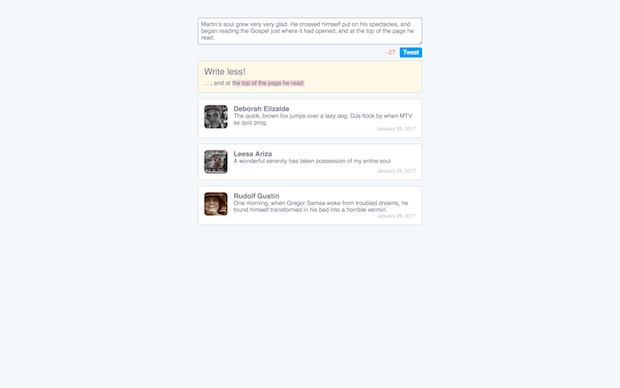 Martin's soul grew very very glad. He crossed himself put on his spectacles, and
began reading the Gospel just where it had opened; and at the top of the page he
read:
-27 Tweet
Write less!
... ; and at the top of the page he read:
Deborah Elizalde
The quick, brown fox jumps over a lazy dog. DJs flock by when MTV
ax quiz prog.
January 25, 2017
Leesa Ariza
A wonderful serenity has taken possession of my entire soul
January 25, 2017
Rudolf Gustin
One morning, when Gregor Samsa woke from troubled dreams, he
found himself transformed in his bed into a horrible vermin.
January 25, 2017